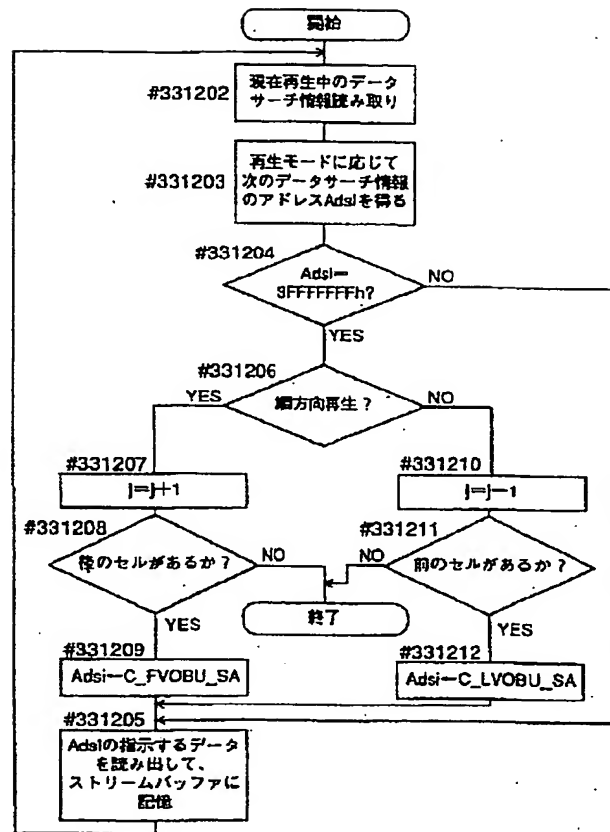 開始
#331202
現在再生中のデータ
サーチ情報読み取り
#331203
再生モードに応じて
次のデータサーチ情報
のアドレスAdsiを得る
#331204
Adsi=
3FFFFFFFh?
NO
YES
#331206
YES
順方向再生?
NO
#331207
j=j+1
#331210
j=j-1
#331208
後のセルがあるか?
NO
#331211
NO
前のセルがあるか?
終了
YES
YES
#331209
Adsi=C_FVOBU_SA
#331212
Adsi=C_LVOBU_SA
#331205
Adsiの指示するデータ
を読み出して、
ストリームバッファに
記憶